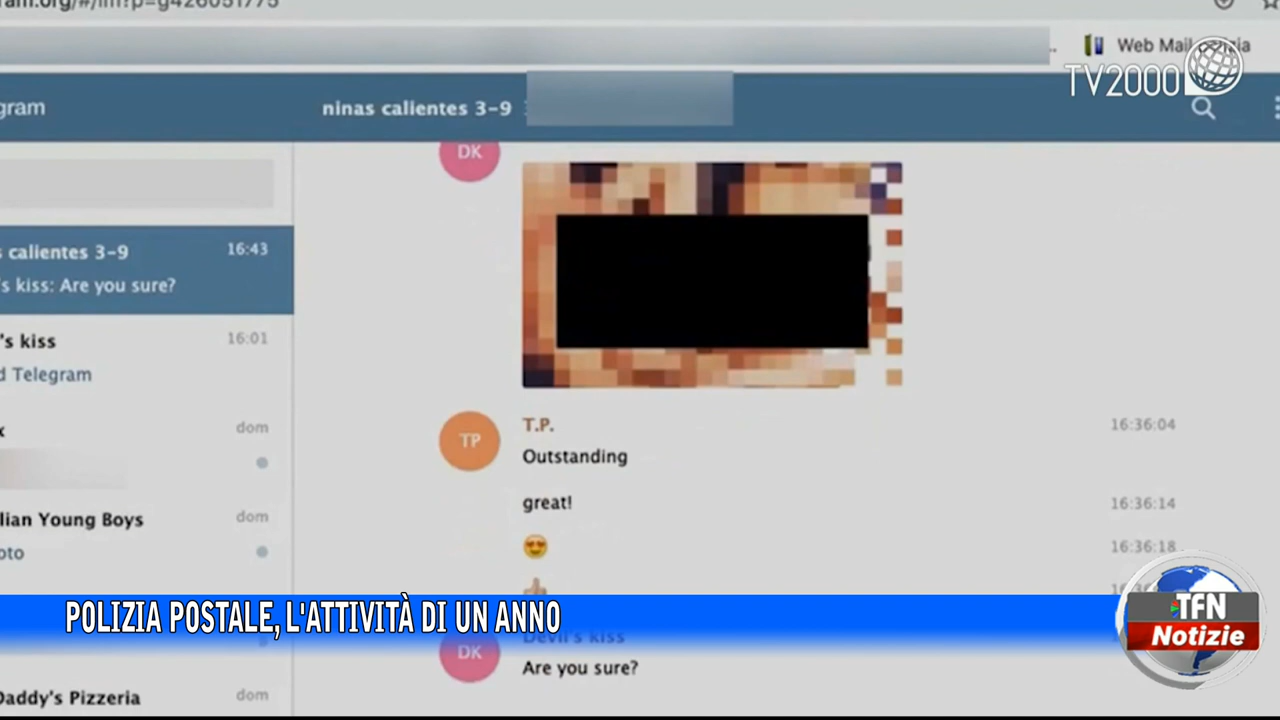 Web Mail
TV2000
gram
ninas calientes 3-9
DK
calientes 3-9
16:43
's kiss: Are you sure?
's kiss
16:01
Telegram
T.P.
16:36:04
TP
Outstanding
dom
great!
16:36:14
lian Young Boys
dom
16:36:18
POLIZIA POSTALE, L'ATTIVITÀ DI UN ANNO
TFN
Notizie
Devil's kiss
DK
Are you sure?
Daddy's Pizzeria
dom